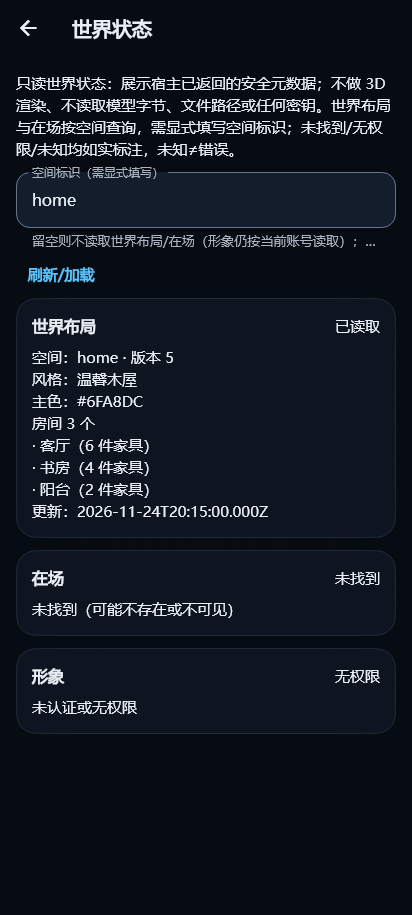 世界状态
只读世界状态：展示宿主已返回的安全元数据；不做 3D
渲染、不读取模型字节、文件路径或任何密钥。世界布局
与在场按空间查询，需显式填写空间标识；未找到/无权
限/未知均如实标注，未知≠错误。
空间标识（需显式填写）
home
留空则不读取世界布局/在场（形象仍按当前账号读取）；…
刷新/加载
世界布局 已读取
空间：home · 版本 5
风格：温馨木屋
主色：#6FA8DC
房间 3 个
· 客厅（6 件家具）
· 书房（4 件家具）
· 阳台（2 件家具）
更新：2026-11-24T20:15:00.000Z
在场 未找到
未找到（可能不存在或不可见）
形象 无权限
未认证或无权限